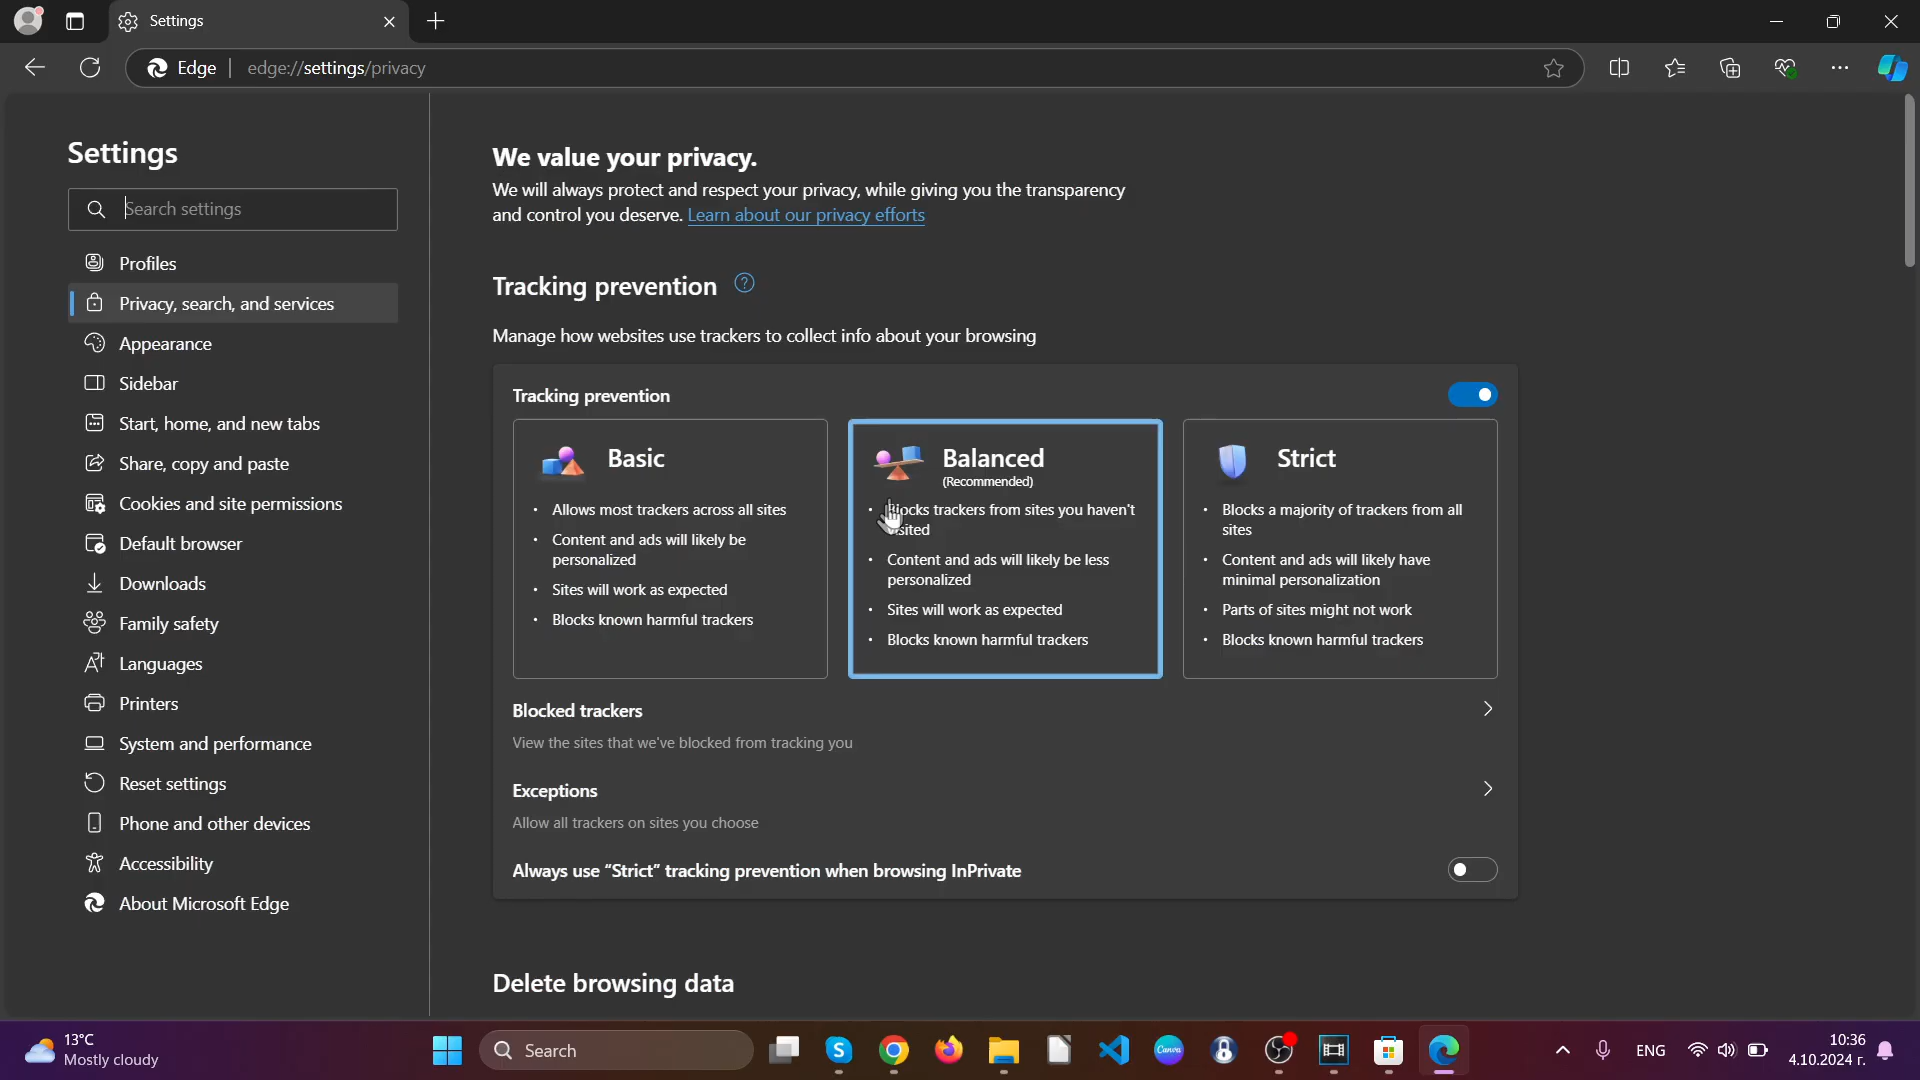 Settings
Edge
edge://settings/privacy
Settings
Search settings
Profiles
Privacy, search, and services
Appearance
Sidebar
Start, home, and new tabs
Share, copy and paste
Cookies and site permissions
Default browser
Downloads
Family safety
Languages
Printers
System and performance
Reset settings
Phone and other devices
Accessibility
About Microsoft Edge
We value your privacy.
We will always protect and respect your privacy, while giving you the transparency
and control you deserve. Learn about our privacy efforts
Tracking prevention
Manage how websites use trackers to collect info about your browsing
Tracking prevention
Basic
• Allows most trackers across all sites
• Content and ads will likely be
personalized
• Sites will work as expected
• Blocks known harmful trackers
Balanced
(Recommended)
• Blocks trackers from sites you haven't
visited
• Content and ads will likely be less
personalized
• Sites will work as expected
• Blocks known harmful trackers
Strict
• Blocks a majority of trackers from all
sites
• Content and ads will likely have
minimal personalization
• Parts of sites might not work
• Blocks known harmful trackers
Blocked trackers
View the sites that we've blocked from tracking you
Exceptions
Allow all trackers on sites you choose
Always use “Strict” tracking prevention when browsing InPrivate
Delete browsing data
13°C
Mostly cloudy
Search
Canva
ENG
10:36
4.10.2024 г.